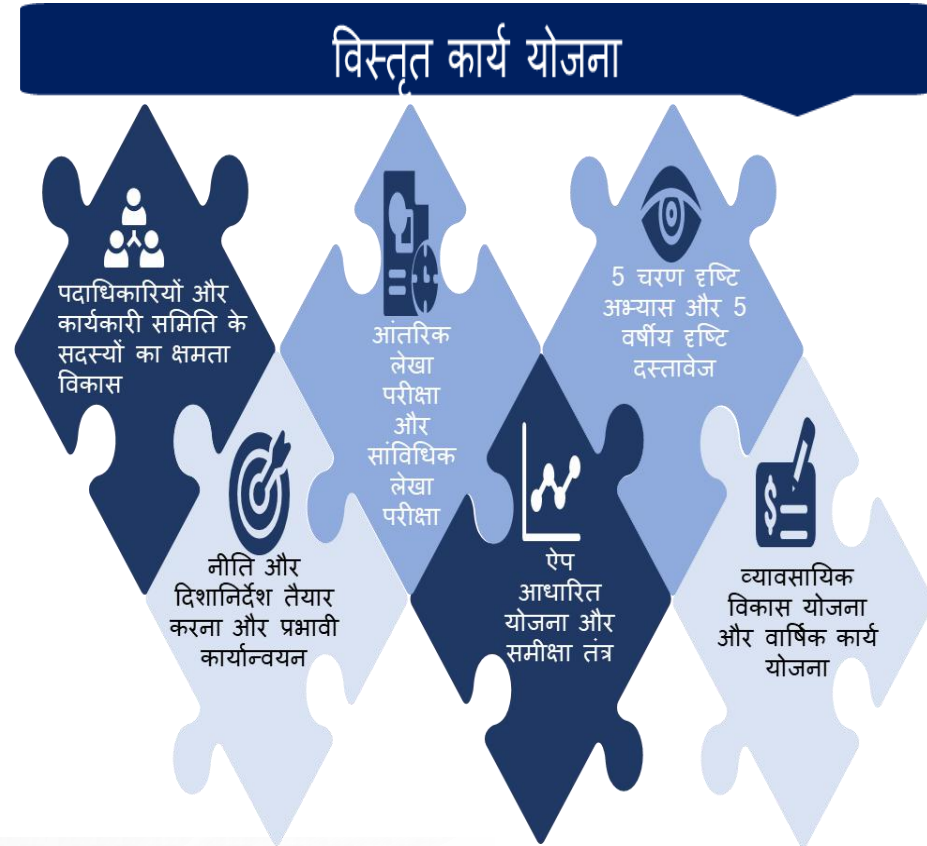 विस्तृत कार्य योजना
पदाधिकारियों और
कार्यकारी समिति के
सदस्यों का क्षमता
विकास
नीति और
दिशानिर्देश तैयार
करना और प्रभावी
कार्यान्वयन
आंतरिक
लेखा
परीक्षा
और
सांविधिक
लेखा
परीक्षा
ऐप
आधारित
योजना और
समीक्षा तंत्र
5 चरण दृष्टि
अभ्यास और 5
वर्षीय दृष्टि
दस्तावेज
$
व्यावसायिक
विकास योजना
और वार्षिक कार्य
योजना